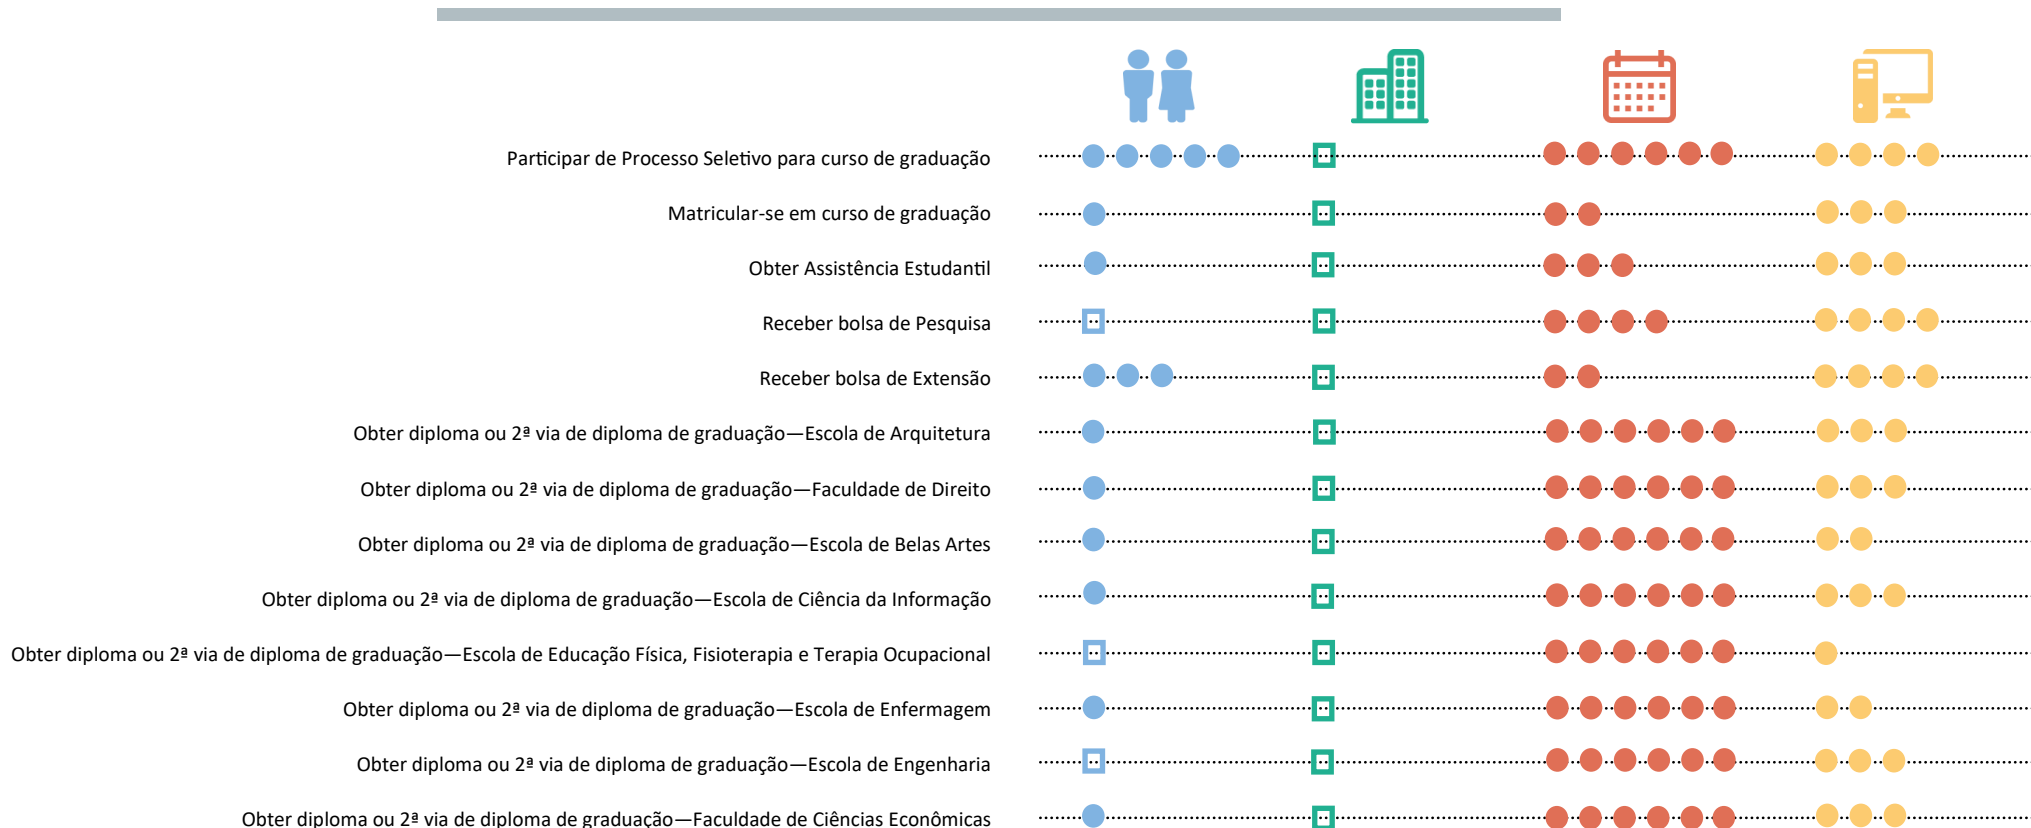 Participar de Processo Seletivo para curso de graduação
Matricular-se em curso de graduação
Obter Assistência Estudantil
Receber bolsa de Pesquisa
Receber bolsa de Extensão
Obter diploma ou 2ª via de diploma de graduação—Escola de Arquitetura
Obter diploma ou 2ª via de diploma de graduação—Faculdade de Direito
Obter diploma ou 2ª via de diploma de graduação—Escola de Belas Artes
Obter diploma ou 2ª via de diploma de graduação—Escola de Ciência da Informação
Obter diploma ou 2ª via de diploma de graduação—Escola de Educação Física, Fisioterapia e Terapia Ocupacional
Obter diploma ou 2ª via de diploma de graduação—Escola de Enfermagem
Obter diploma ou 2ª via de diploma de graduação—Escola de Engenharia
Obter diploma ou 2ª via de diploma de graduação—Faculdade de Ciências Econômicas